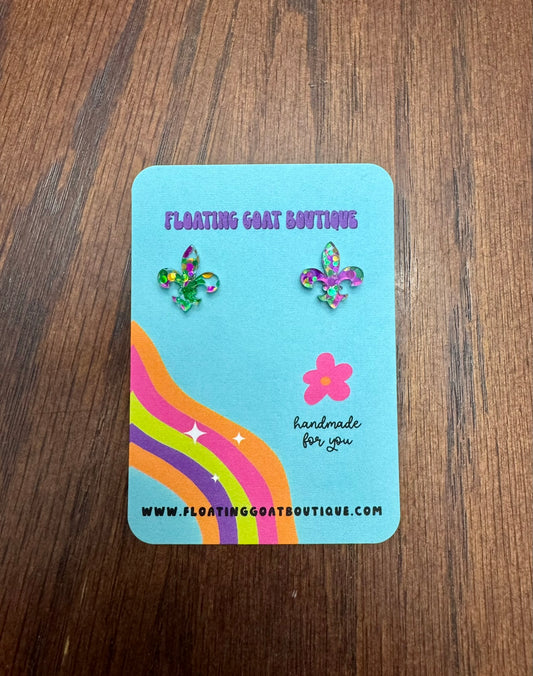 FLOATING GOAT BOUTIQUE
handmade
for you
WWW.FLOATINGGOATBOUTIQUE.COM